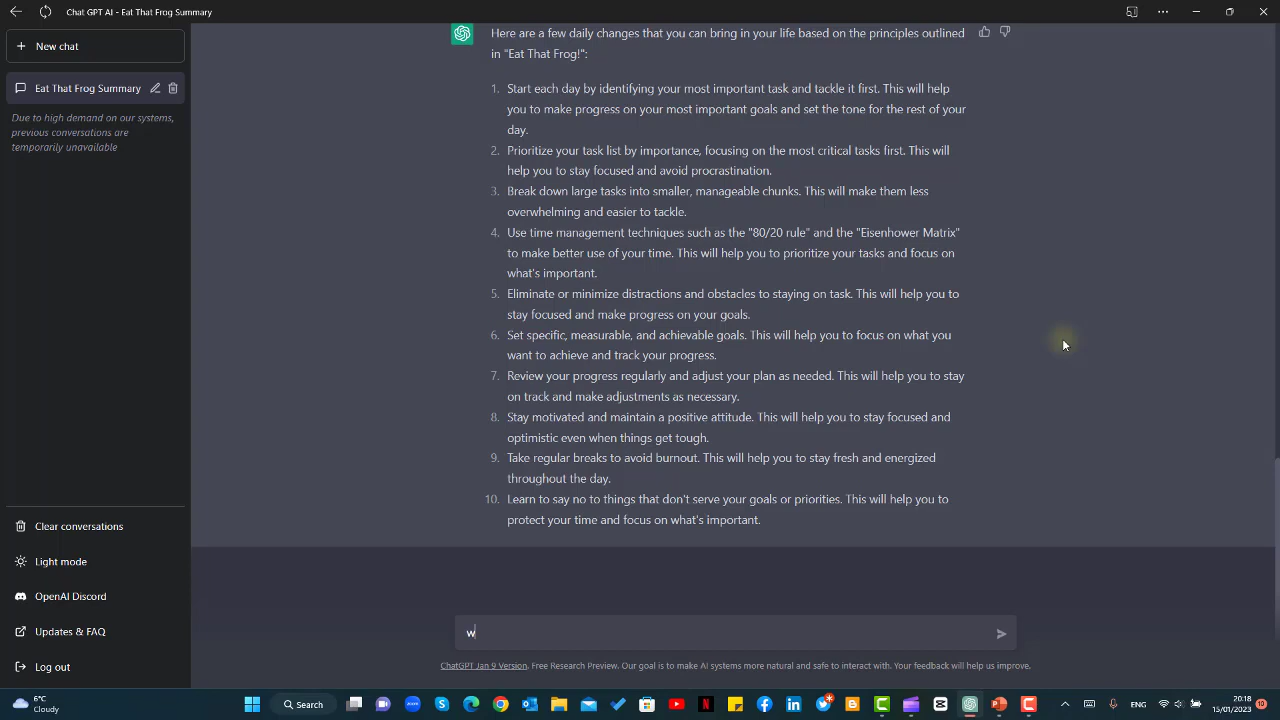 Chat GPT AI - Eat That Frog Summary
New chat
Eat That Frog Summary
Due to high demand on our systems,
previous conversations are
temporarily unavailable
Clear conversations
Light mode
OpenAI Discord
Updates & FAQ
Log out
Here are a few daily changes that you can bring in your life based on the principles outlined
in "Eat That Frog!":
1. Start each day by identifying your most important task and tackle it first. This will help
you to make progress on your most important goals and set the tone for the rest of your
day.
2. Prioritize your task list by importance, focusing on the most critical tasks first. This will
help you to stay focused and avoid procrastination.
3. Break down large tasks into smaller, manageable chunks. This will make them less
overwhelming and easier to tackle.
4. Use time management techniques such as the "80/20 rule" and the "Eisenhower Matrix"
to make better use of your time. This will help you to prioritize your tasks and focus on
what's important.
5. Eliminate or minimize distractions and obstacles to staying on task. This will help you to
stay focused and make progress on your goals.
6. Set specific, measurable, and achievable goals. This will help you to focus on what you
want to achieve and track your progress.
7. Review your progress regularly and adjust your plan as needed. This will help you to stay
on track and make adjustments as necessary.
8. Stay motivated and maintain a positive attitude. This will help you to stay focused and
optimistic even when things get tough.
9. Take regular breaks to avoid burnout. This will help you to stay fresh and energized
throughout the day.
10. Learn to say no to things that don't serve your goals or priorities. This will help you to
protect your time and focus on what's important.
w
ChatGPT Jan 9 Version. Free Research Preview. Our goal is to make AI systems more natural and safe to interact with. Your feedback will help us improve.
6°C
Cloudy
Search
20:18
15/01/2023